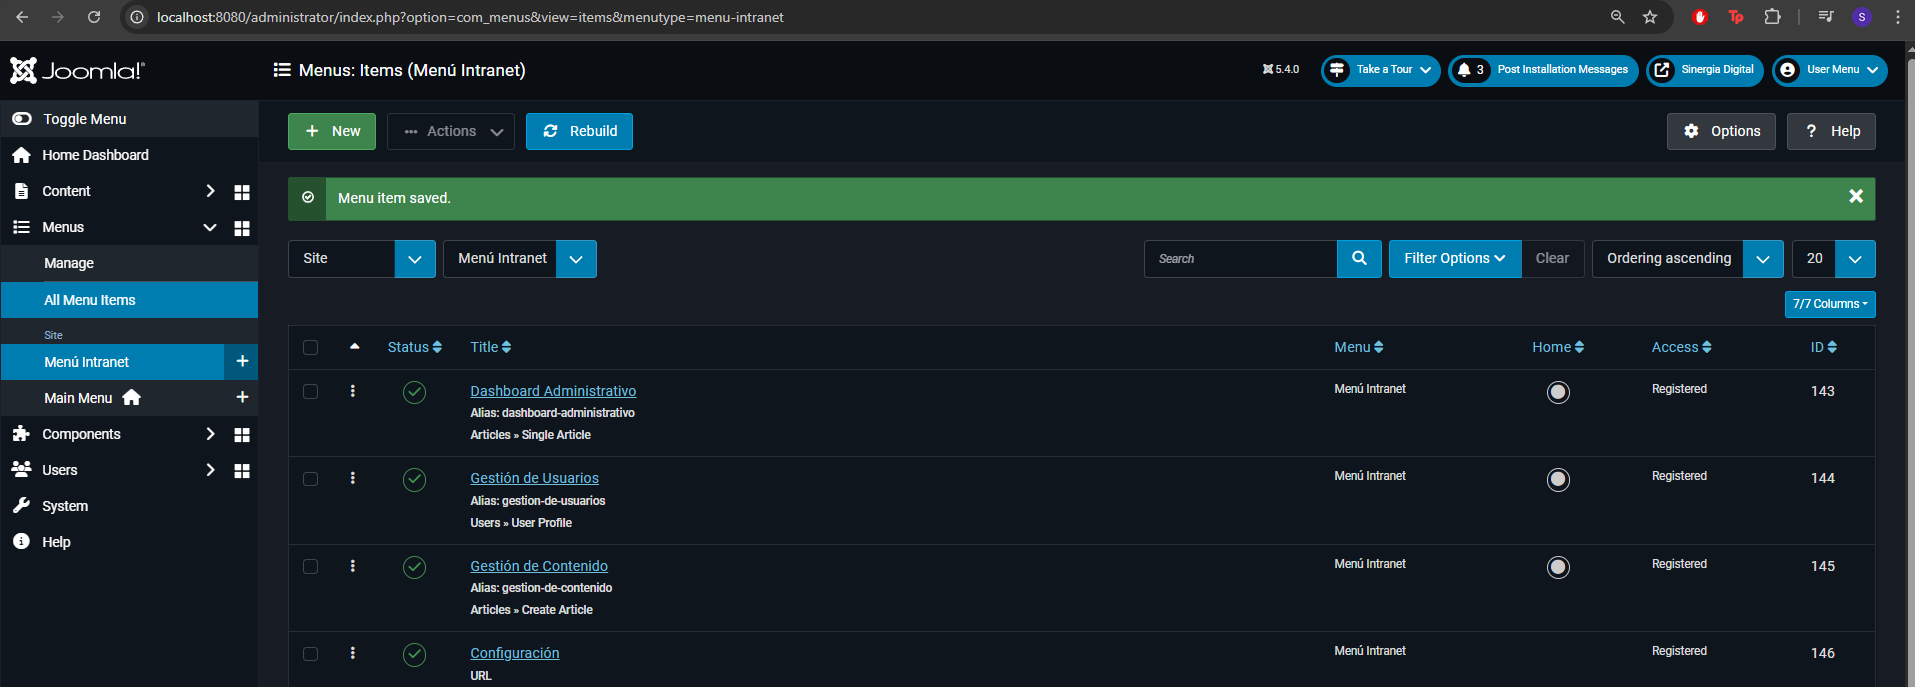 localhost:8080/administrator/index.php?option=com_menus&view=items&menutype=menu-intranet
Tp
S
Joomla!®
Menus: Items (Menú Intranet)
5.4.0
Take a Tour
3 Post Installation Messages
Sinergia Digital
User Menu
Toggle Menu
Home Dashboard
Content
Menus
Manage
All Menu Items
Site
Menú Intranet
Main Menu
Components
Users
System
Help
New
Actions
Rebuild
Options
? Help
Menu item saved.
Site
Menú Intranet
Search
Filter Options
Clear
Ordering ascending
20
7/7 Columns
Status Title Menu Home Access ID
Dashboard Administrativo Menú Intranet Registered 143
Alias: dashboard-administrativo
Articles » Single Article
Gestión de Usuarios Menú Intranet Registered 144
Alias: gestion-de-usuarios
Users » User Profile
Gestión de Contenido Menú Intranet Registered 145
Alias: gestion-de-contenido
Articles » Create Article
Configuración Menú Intranet Registered 146
URL